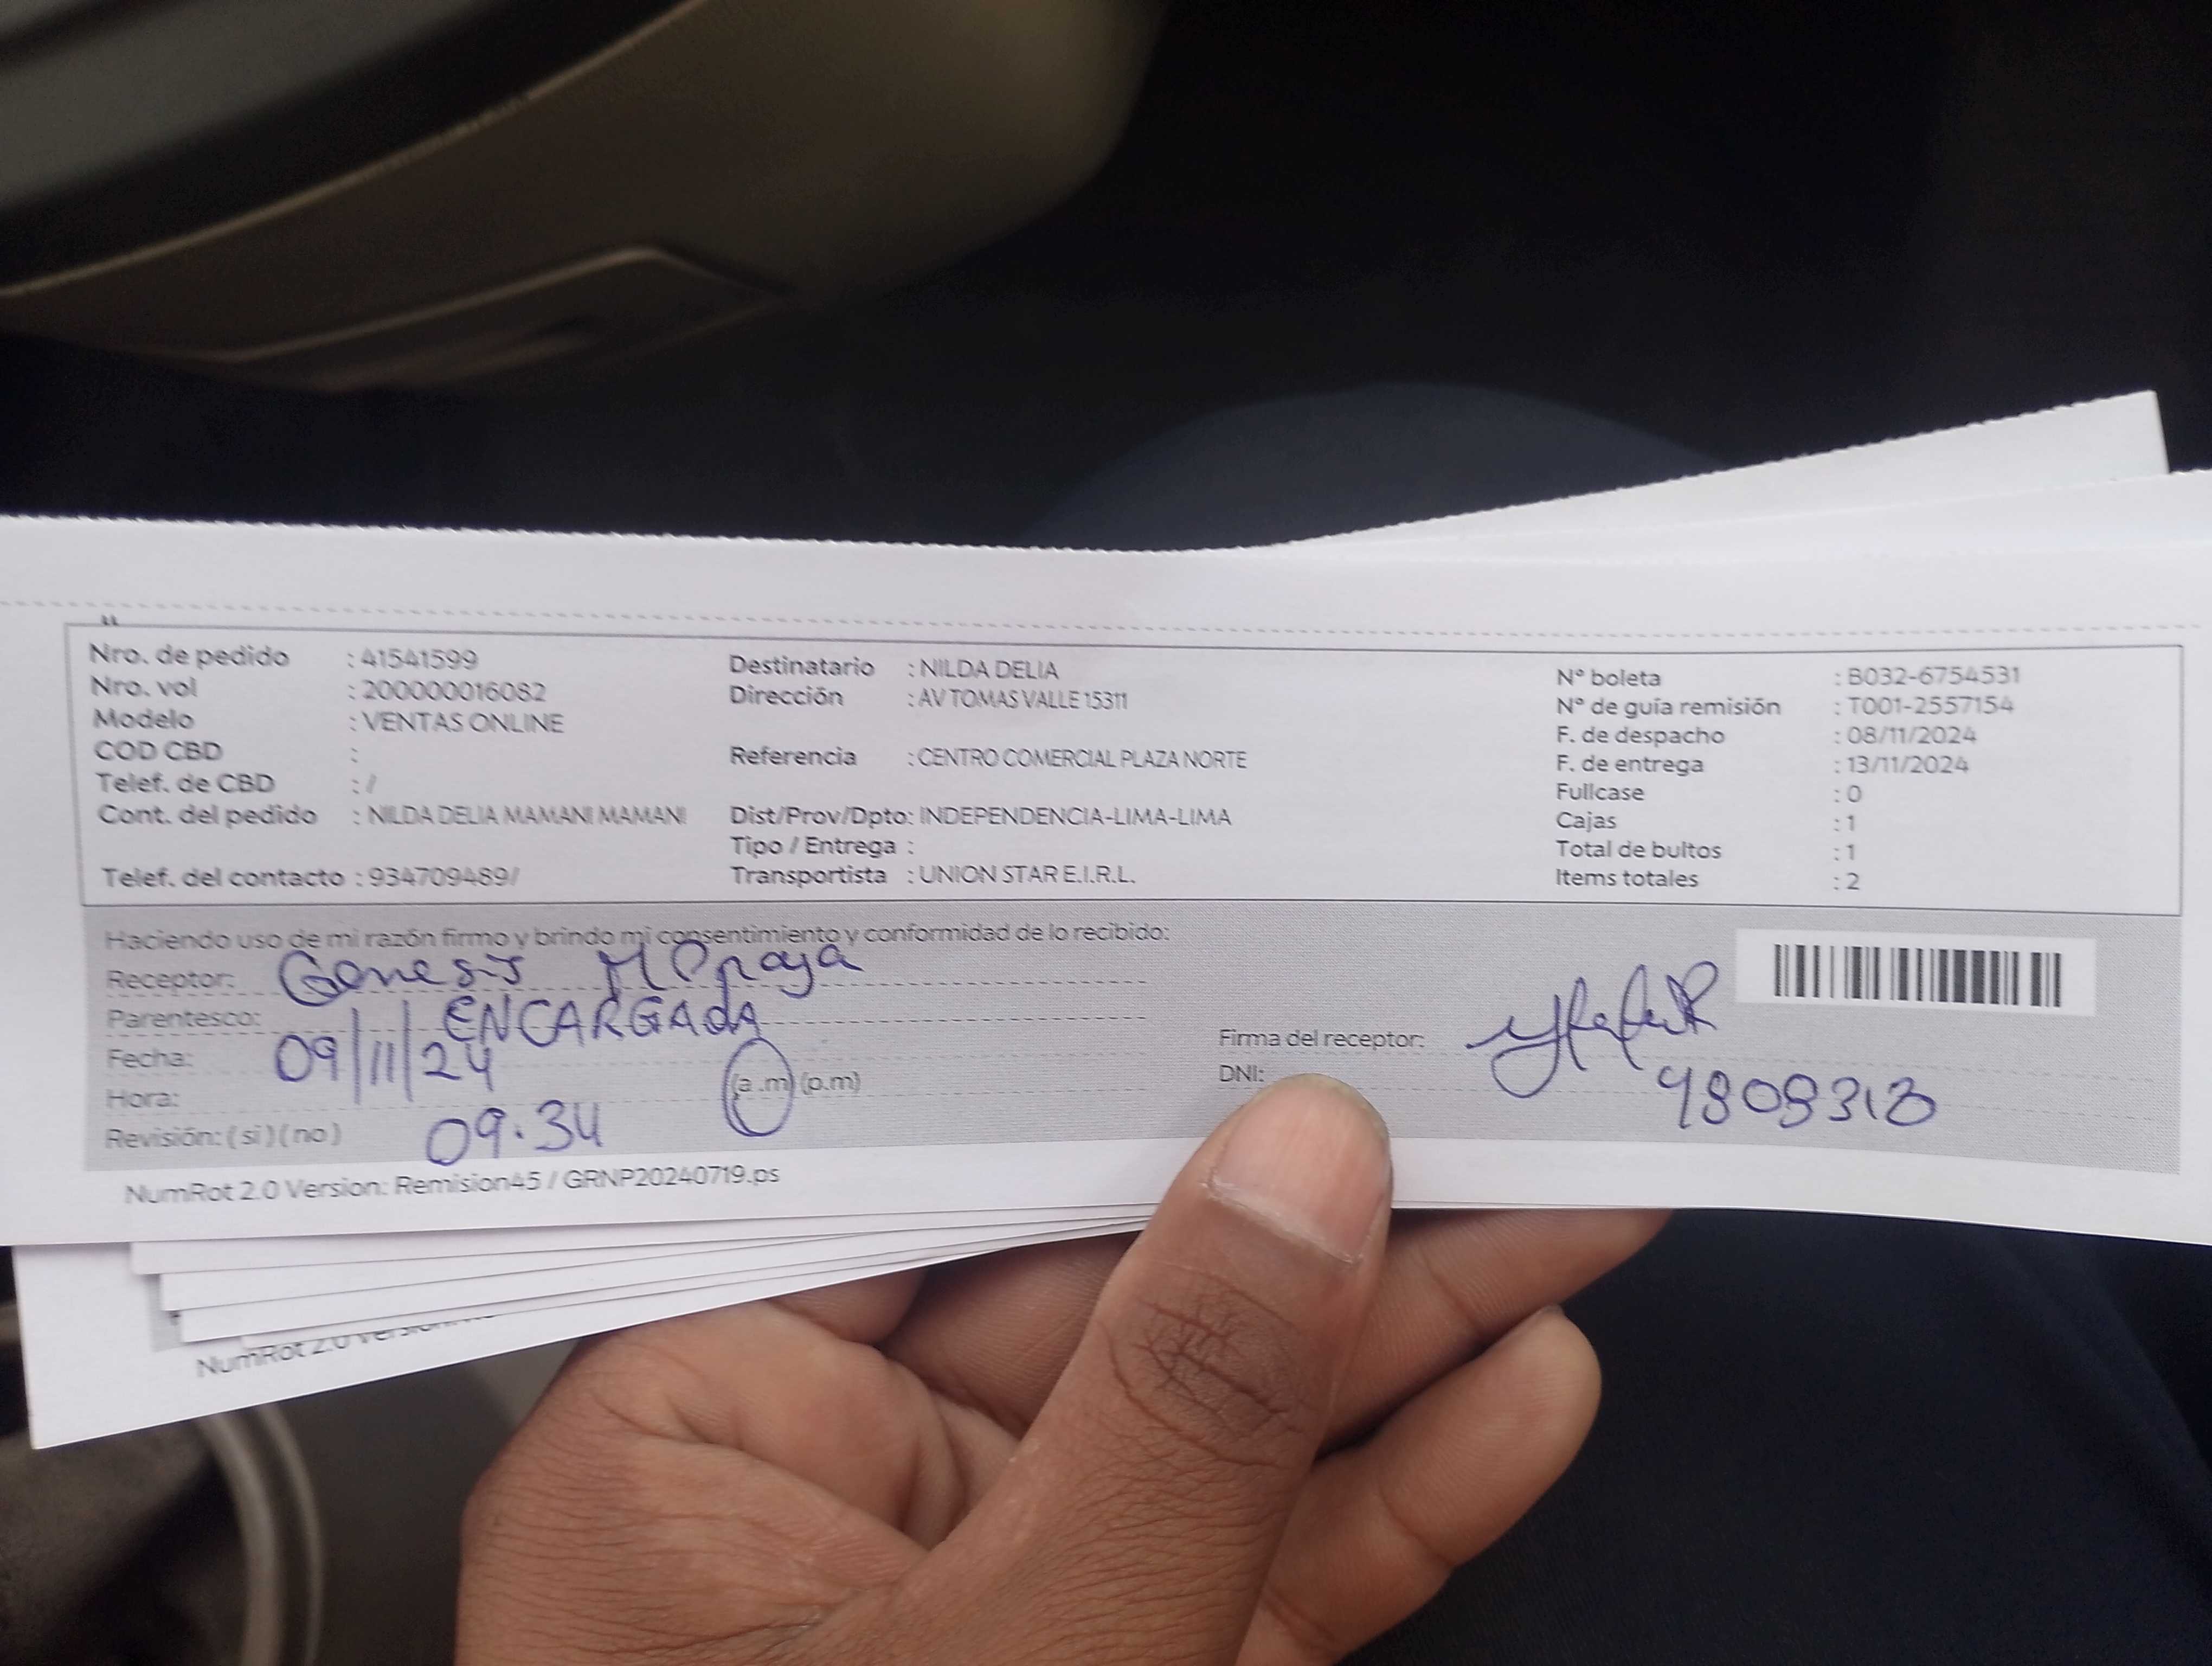 Nro. de pedido : 41541599
Nro. vol : 200000016082
Modelo : VENTAS ONLINE
COD CBD :
Telef. de CBD : /
Cont. del pedido : NILDA DELIA MAMANI MAMANI
Telef. del contacto : 934709489/
Destinatario : NILDA DELIA
Dirección : AV TOMAS VALLE 15311
Referencia : CENTRO COMERCIAL PLAZA NORTE
Dist/Prov/Dpto: INDEPENDENCIA-LIMA-LIMA
Tipo / Entrega :
Transportista : UNION STAR E.I.R.L.
N° boleta : B032-6754531
N° de guía remisión : T001-2557154
F. de despacho : 08/11/2024
F. de entrega : 13/11/2024
Fullcase : 0
Cajas : 1
Total de bultos : 1
Items totales : 2
Haciendo uso de mi razón firmo y brindo mi consentimiento y conformidad de lo recibido:
Receptor: Genesis
Parentesco: ENCARGADA
Fecha: 09/11/24
Hora: 09.34 (a.m) (p.m)
Revisión: (si) (no)
Firma del receptor:
DNI:
NumRot 2.0 Version: Remision45 / GRNP20240719.ps
NumRot 2.0 Version